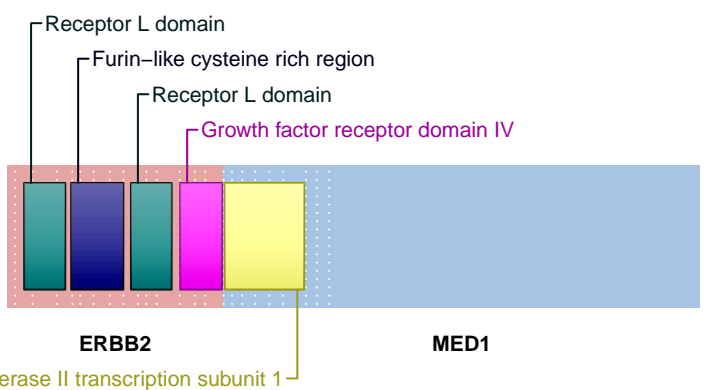 Receptor L domain
Furin−like cysteine rich region
Receptor L domain
Growth factor receptor domain IV
ERBB2
MED1
erase II transcription subunit 1